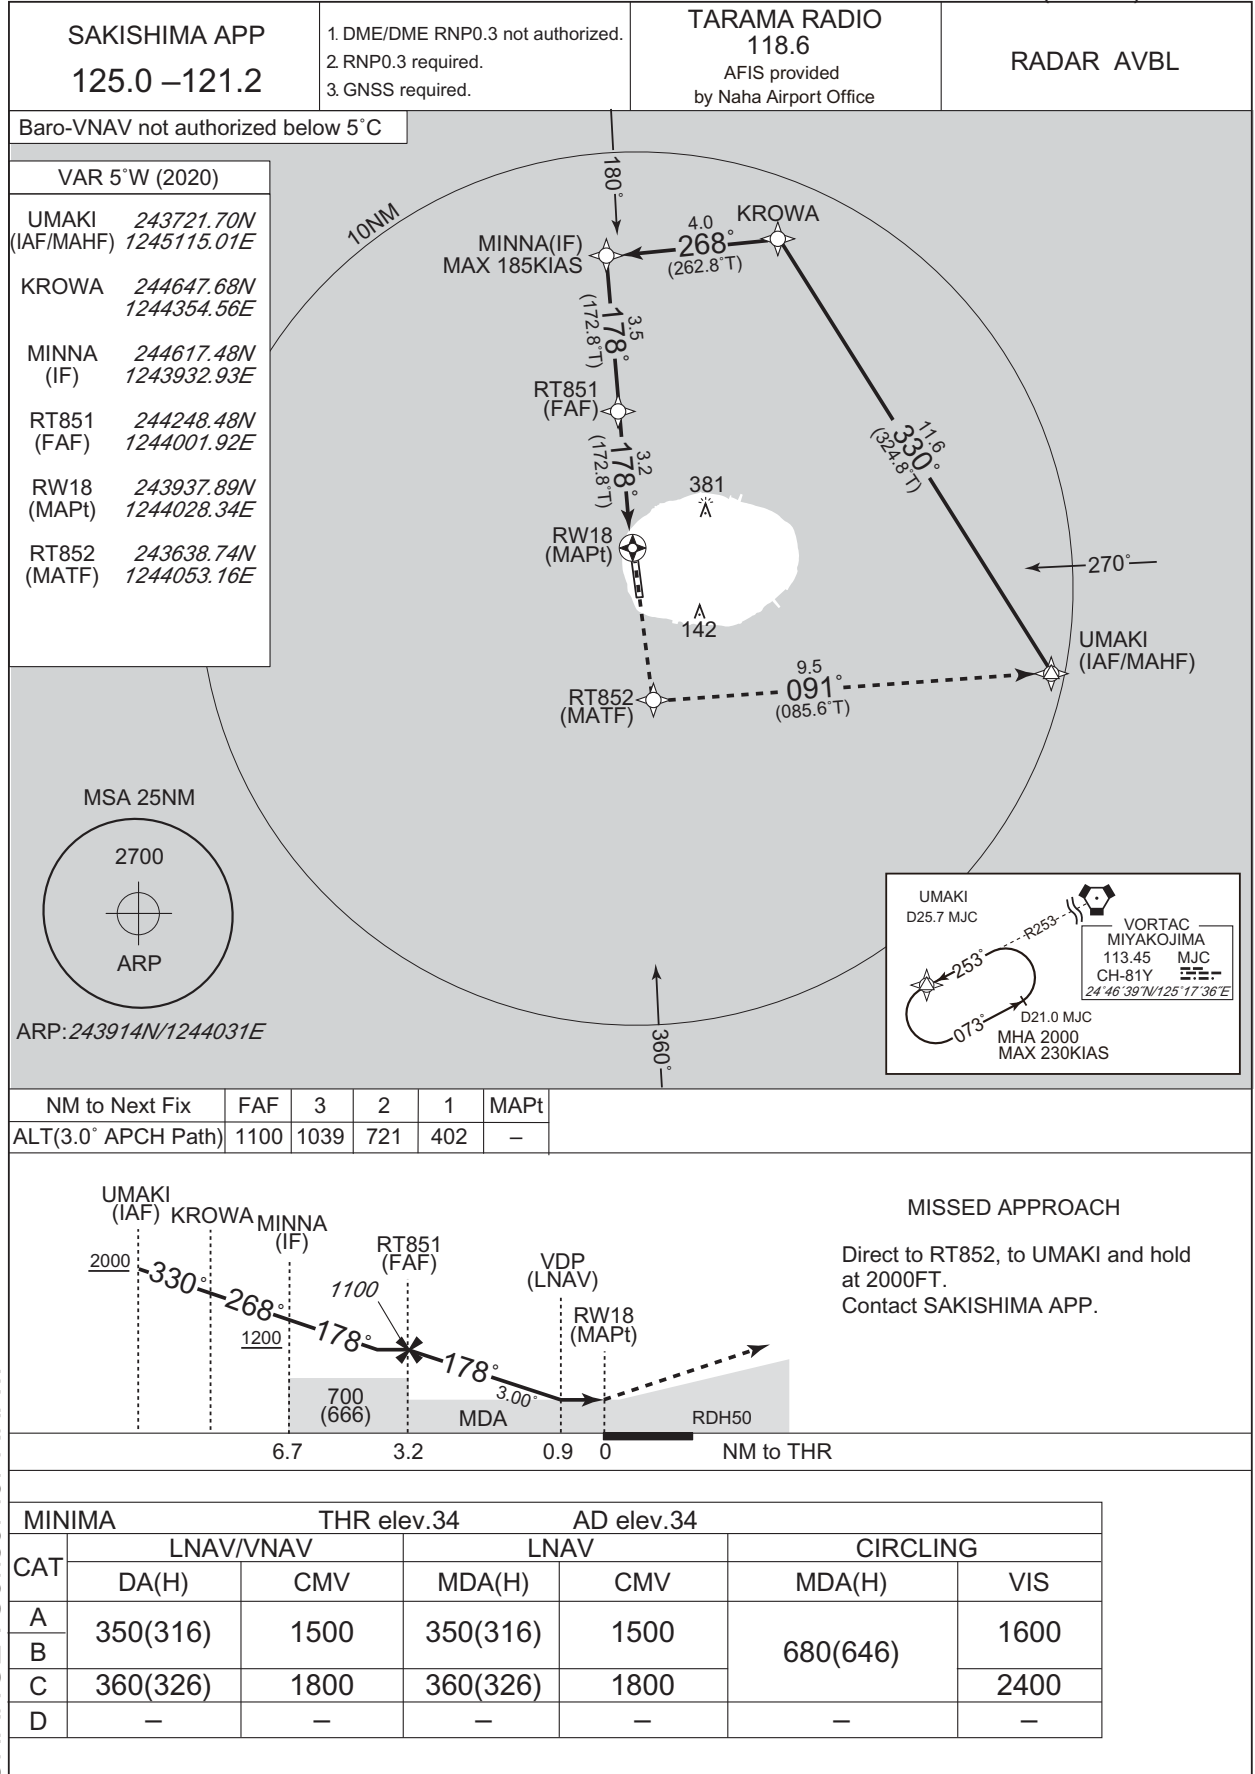 SAKISHIMA APP
125.0 –121.2
1. DME/DME RNP0.3 not authorized.
2. RNP0.3 required.
3. GNSS required.
TARAMA RADIO
118.6
AFIS provided
by Naha Airport Office
RADAR AVBL
Baro-VNAV not authorized below 5˚C
VAR 5˚W (2020)
UMAKI 243721.70N
(IAF/MAHF) 1245115.01E
KROWA 244647.68N
1244354.56E
MINNA 244617.48N
(IF) 1243932.93E
RT851 244248.48N
(FAF) 1244001.92E
RW18 243937.89N
(MAPt) 1244028.34E
RT852 243638.74N
(MATF) 1244053.16E
10NM
180˚
MINNA(IF)
MAX 185KIAS
4.0
268˚
(262.8˚T)
KROWA
3.5
178˚
(172.8˚T)
RT851
(FAF)
3.2
178˚
(172.8˚T)
11.6
330˚
(324.8˚T)
381
RW18
(MAPt)
142
270˚
UMAKI
(IAF/MAHF)
9.5
091˚
(085.6˚T)
RT852
(MATF)
MSA 25NM
2700
ARP
ARP:243914N/1244031E
360˚
UMAKI
D25.7 MJC
R253
253˚
073˚
D21.0 MJC
MHA 2000
MAX 230KIAS
VORTAC
MIYAKOJIMA
113.45 MJC
CH-81Y
24˚46´39˝N/125˚17´36˝E
NM to Next Fix FAF 3 2 1 MAPt
ALT(3.0˚ APCH Path) 1100 1039 721 402 –
UMAKI
(IAF)
KROWA
MINNA
(IF)
RT851
(FAF)
VDP
(LNAV)
RW18
(MAPt)
2000
330˚
268˚
1200
178˚
1100
178˚
3.00˚
700
(666)
MDA
RDH50
6.7 3.2 0.9 0 NM to THR
MISSED APPROACH
Direct to RT852, to UMAKI and hold
at 2000FT.
Contact SAKISHIMA APP.
MINIMA THR elev.34 AD elev.34
CAT LNAV/VNAV LNAV CIRCLING
DA(H) CMV MDA(H) CMV MDA(H) VIS
A 350(316) 1500 350(316) 1500 680(646) 1600
B
C 360(326) 1800 360(326) 1800 2400
D – – – – – –